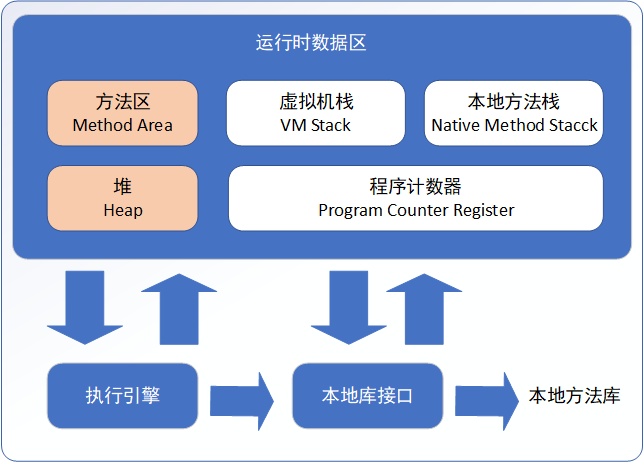 运行时数据区
方法区
Method Area
虚拟机栈
VM Stack
本地方法栈
Native Method Stacck
堆
Heap
程序计数器
Program Counter Register
执行引擎
本地库接口
本地方法库